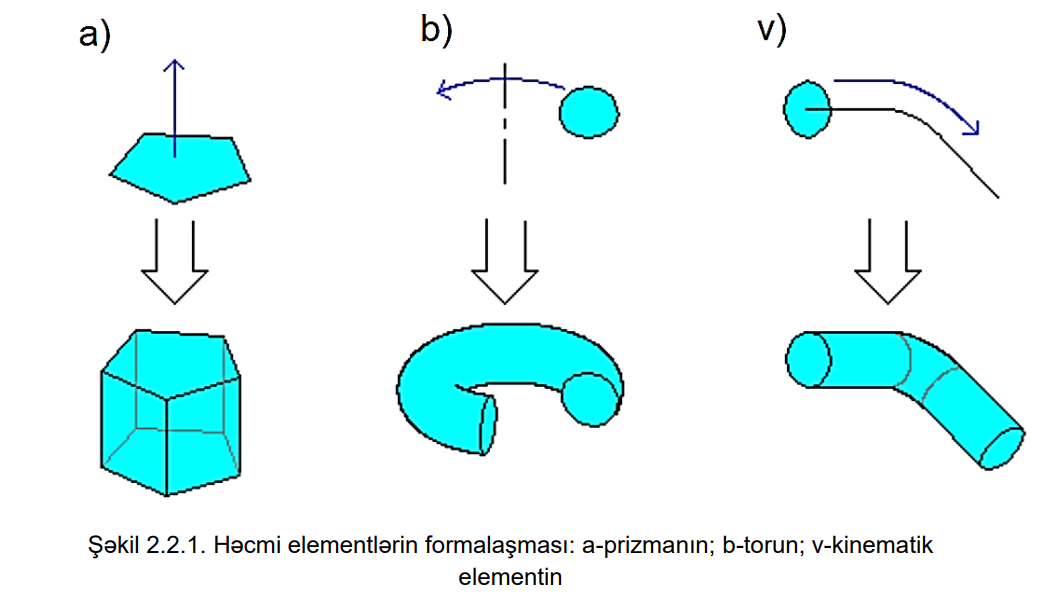 a)
b)
v)
Şəkil 2.2.1. Həcmi elementlərin formalaşması: a-prizmanın; b-torun; v-kinematik
elementin